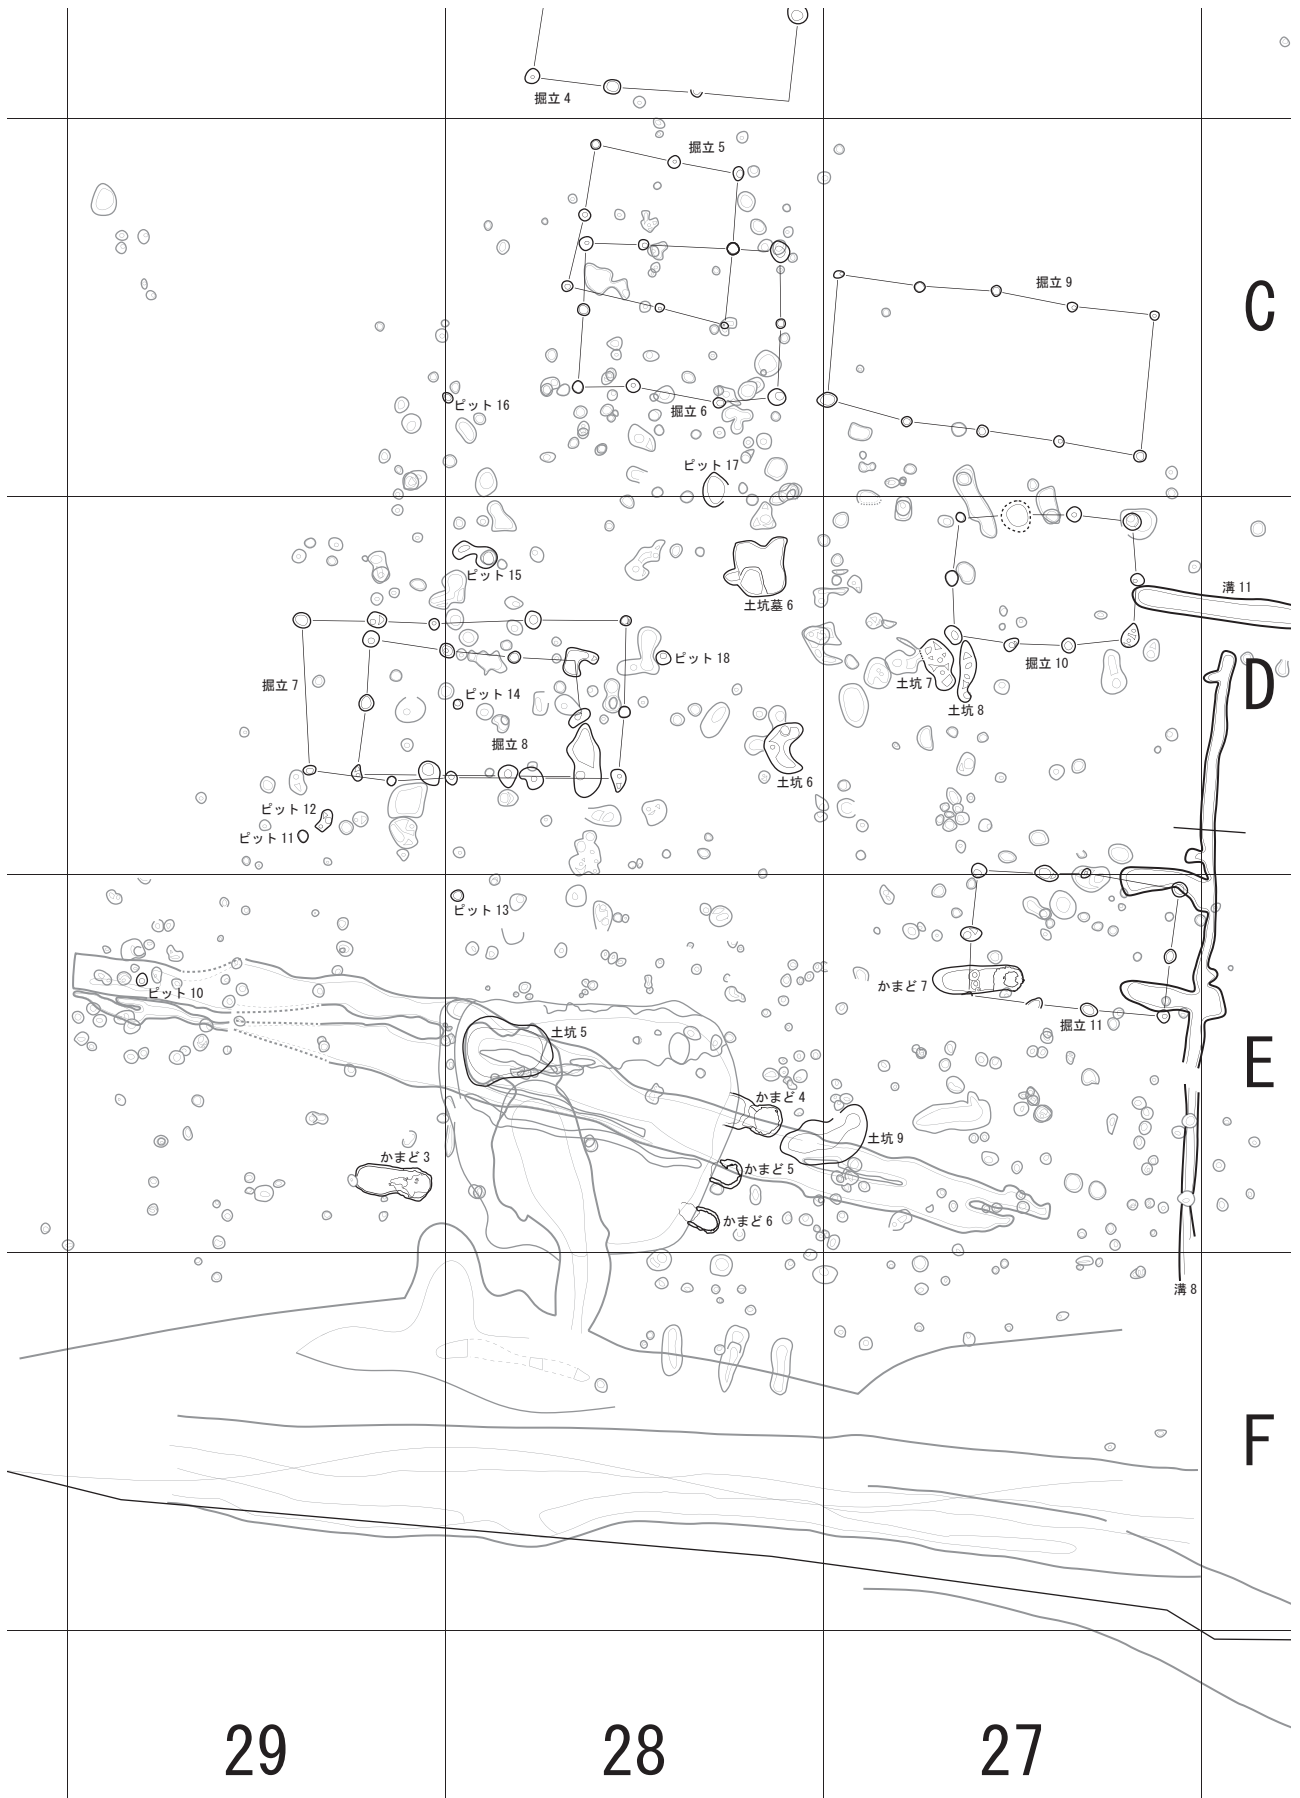 掘立 4
掘立 5
掘立 9
C
ピット 16
掘立 6
ピット 17
ピット 15
土坑墓 6
溝 11
ピット 18
掘立 10
掘立 7
土坑 7
D
ピット 14
土坑 8
掘立 8
土坑 6
ピット 12
ピット 11
ピット 13
かまど 7
ピット 10
掘立 11
土坑 5
E
かまど 4
土坑 9
かまど 3
かまど 5
かまど 6
溝 8
F
29
28
27